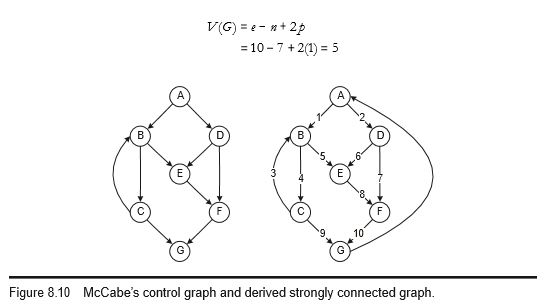 V(G) = e – n + 2p
= 10 – 7 + 2(1) = 5
A A
1 2
B D B D
5 6
E E
3 4 7
8
C F C F
9 10
G G
Figure 8.10 McCabe's control graph and derived strongly connected graph.